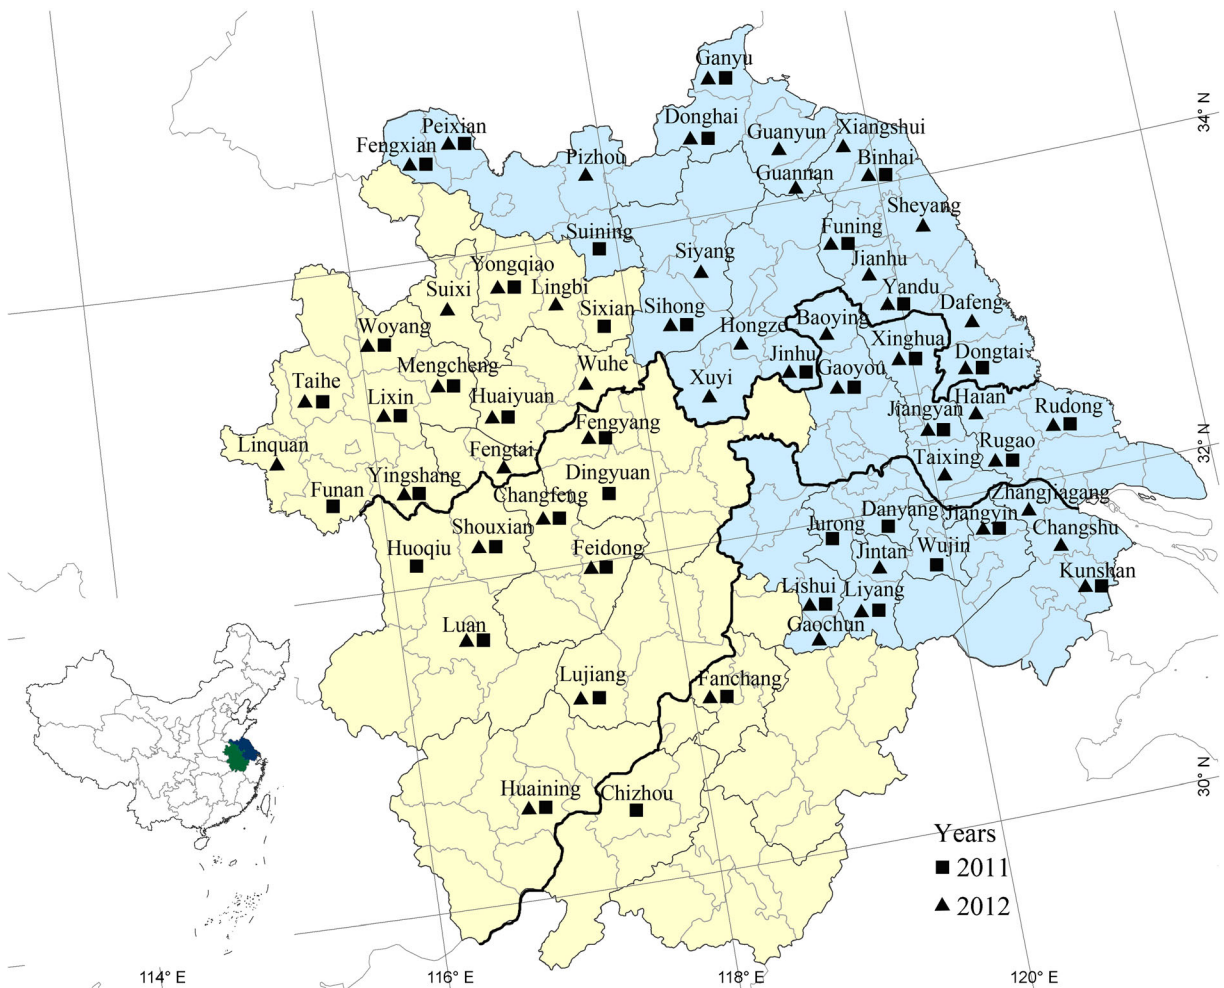 Ganyu
34° N
Donghai
Peixian
Guanyun
Xiangshui
Fengxian
Pizhou
Binhai
Guannan
Sheyang
Suining
Funing
Siyang
Jianhu
Yongqiao
Suixi
Lingbi
Yandu
Sixian
Sihong
Dafeng
Baoying
Woyang
Hongze
Xinghua
Mengcheng
Wuhe
Jinhu
Gaoyou
Dongtai
Taihe
Xuyi
Lixin
Huaiyuan
Haian
Jiangyan
Rudong
Fengyang
32° N
Linquan
Fengtai
Rugao
Taixing
Yingshang
Dingyuan
Funan
Changfeng
Zhangjiagang
Danyang
Jiangyin
Shouxian
Jurong
Changshu
Huoqiu
Feidong
Jintan
Wujin
Kunshan
Lishui
Liyang
Luan
Gaochun
Lujiang
Fanchang
Huaining
Chizhou
30° N
Years
2011
2012
114° E
116° E
118° E
120° E